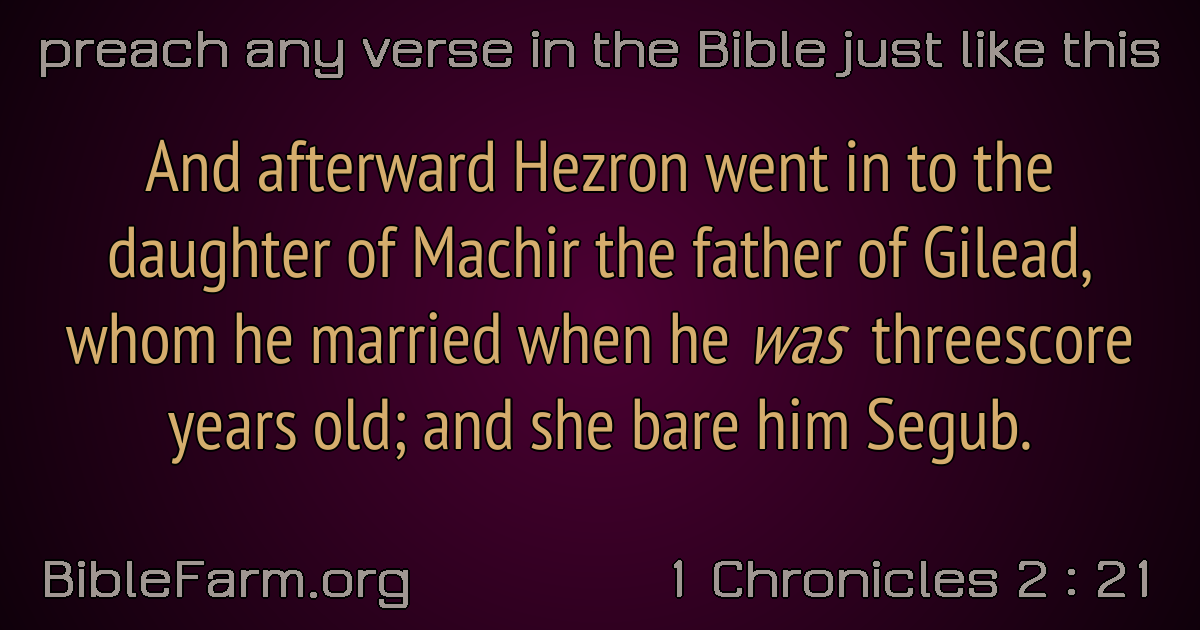 preach any verse in the Bible just like this
And afterward Hezron went in to the
daughter of Machir the father of Gilead,
whom he married when he was threescore
years old; and she bare him Segub.
BibleFarm.org
1 Chronicles 2 : 21